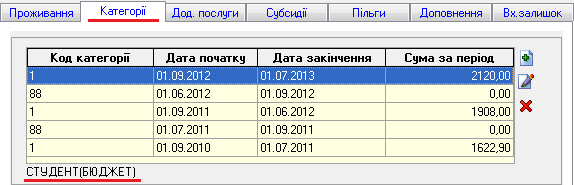 Проживання Категорії Дод. послуги Субсидії Пільги Доповнення Вх.залишок
Код категорії Дата початку Дата закінчення Сума за період
1 01.09.2012 01.07.2013 2120,00
88 01.06.2012 01.09.2012 0,00
1 01.09.2011 01.06.2012 1908,00
88 01.07.2011 01.09.2011 0,00
1 01.09.2010 01.07.2011 1622,90
СТУДЕНТ(БЮДЖЕТ)